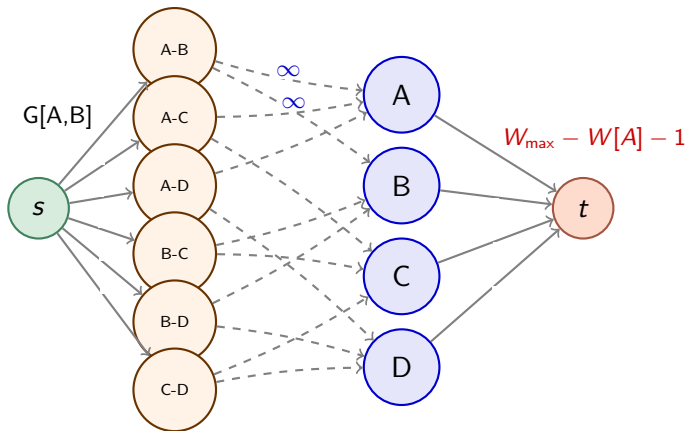 A-B
∞
A
G[A,B]
∞
A-C
W_max − W[A] − 1
A-D
B
s
t
B-C
C
B-D
D
C-D